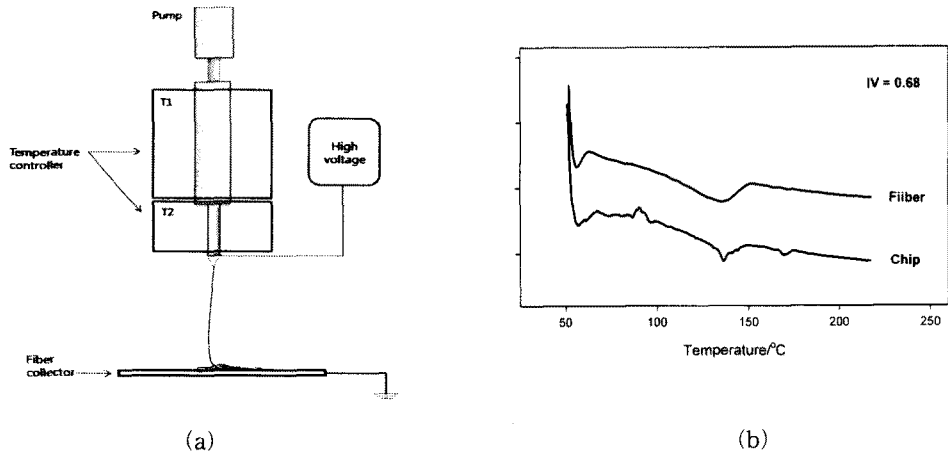 Pump
T1
Temperature
controller
High
voltage
T2
Fiber
collector
(a)
IV = 0.68
Fiiber
Chip
50
100
150
200
250
Temperature/°C
(b)